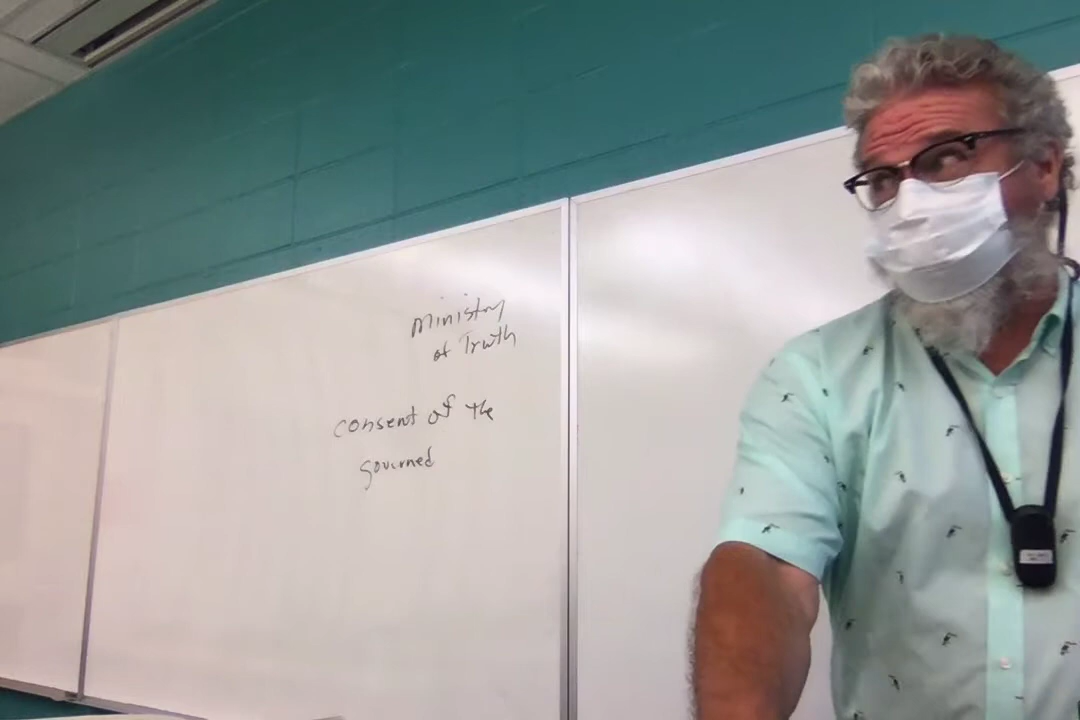 Ministry
of Truth
consent of the
governed